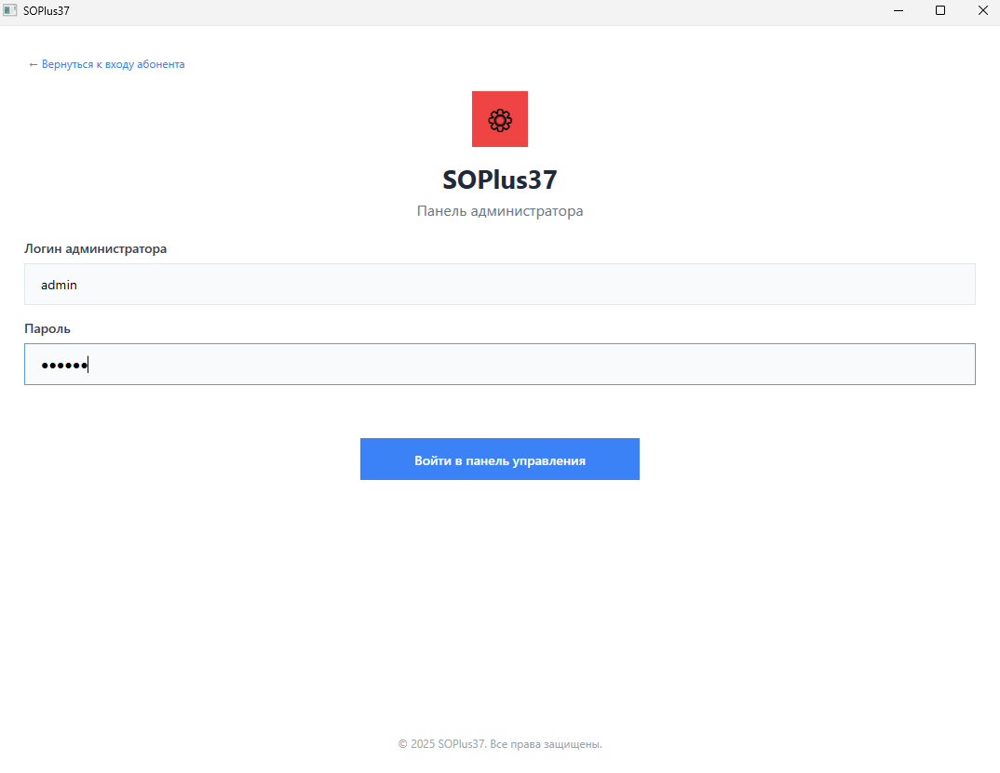 SOPlus37
← Вернуться к входу абонента
SOPlus37
Панель администратора
Логин администратора
admin
Пароль
••••••
Войти в панель управления
© 2025 SOPlus37. Все права защищены.